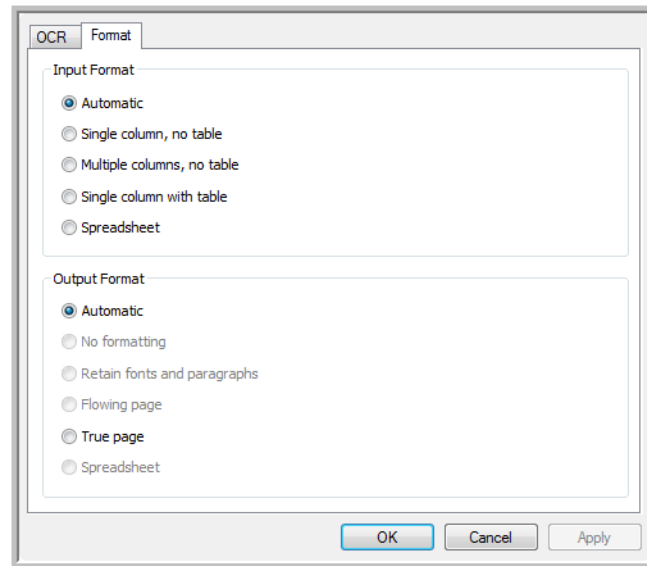 OCR Format
Input Format
Automatic
Single column, no table
Multiple columns, no table
Single column with table
Spreadsheet
Output Format
Automatic
No formatting
Retain fonts and paragraphs
Flowing page
True page
Spreadsheet
OK Cancel Apply